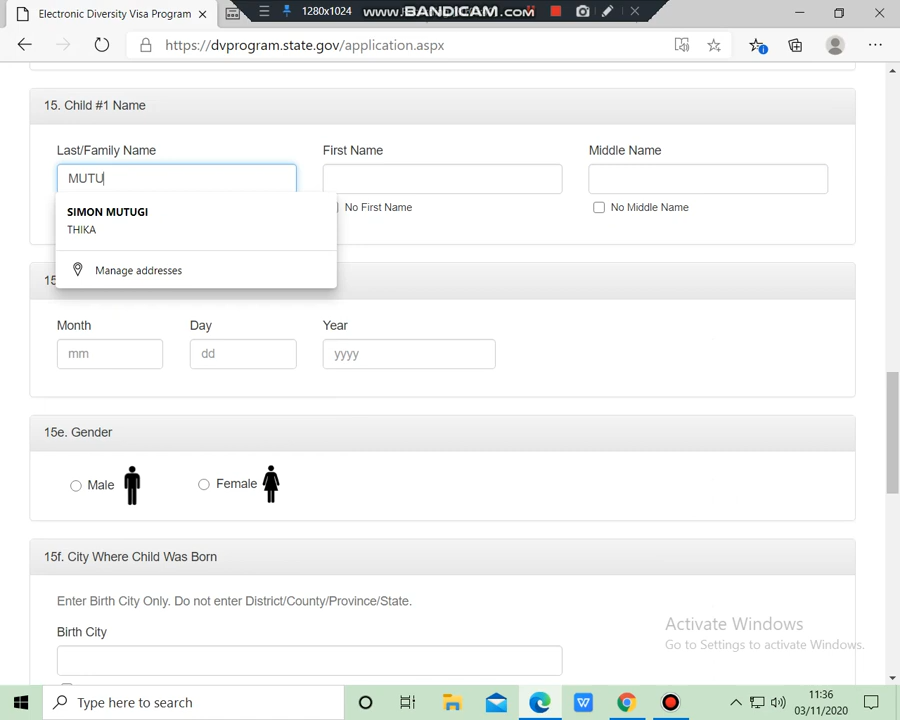 Electronic Diversity Visa Program
1280x1024
www.BANDICAM.com
https://dvprogram.state.gov/application.aspx
15. Child #1 Name
Last/Family Name
First Name
Middle Name
MUTU
No First Name
No Middle Name
SIMON MUTUGI
THIKA
Manage addresses
15
Month
Day
Year
mm
dd
yyyy
15e. Gender
Male
Female
15f. City Where Child Was Born
Enter Birth City Only. Do not enter District/County/Province/State.
Birth City
Activate Windows
Go to Settings to activate Windows.
Type here to search
11:36
03/11/2020